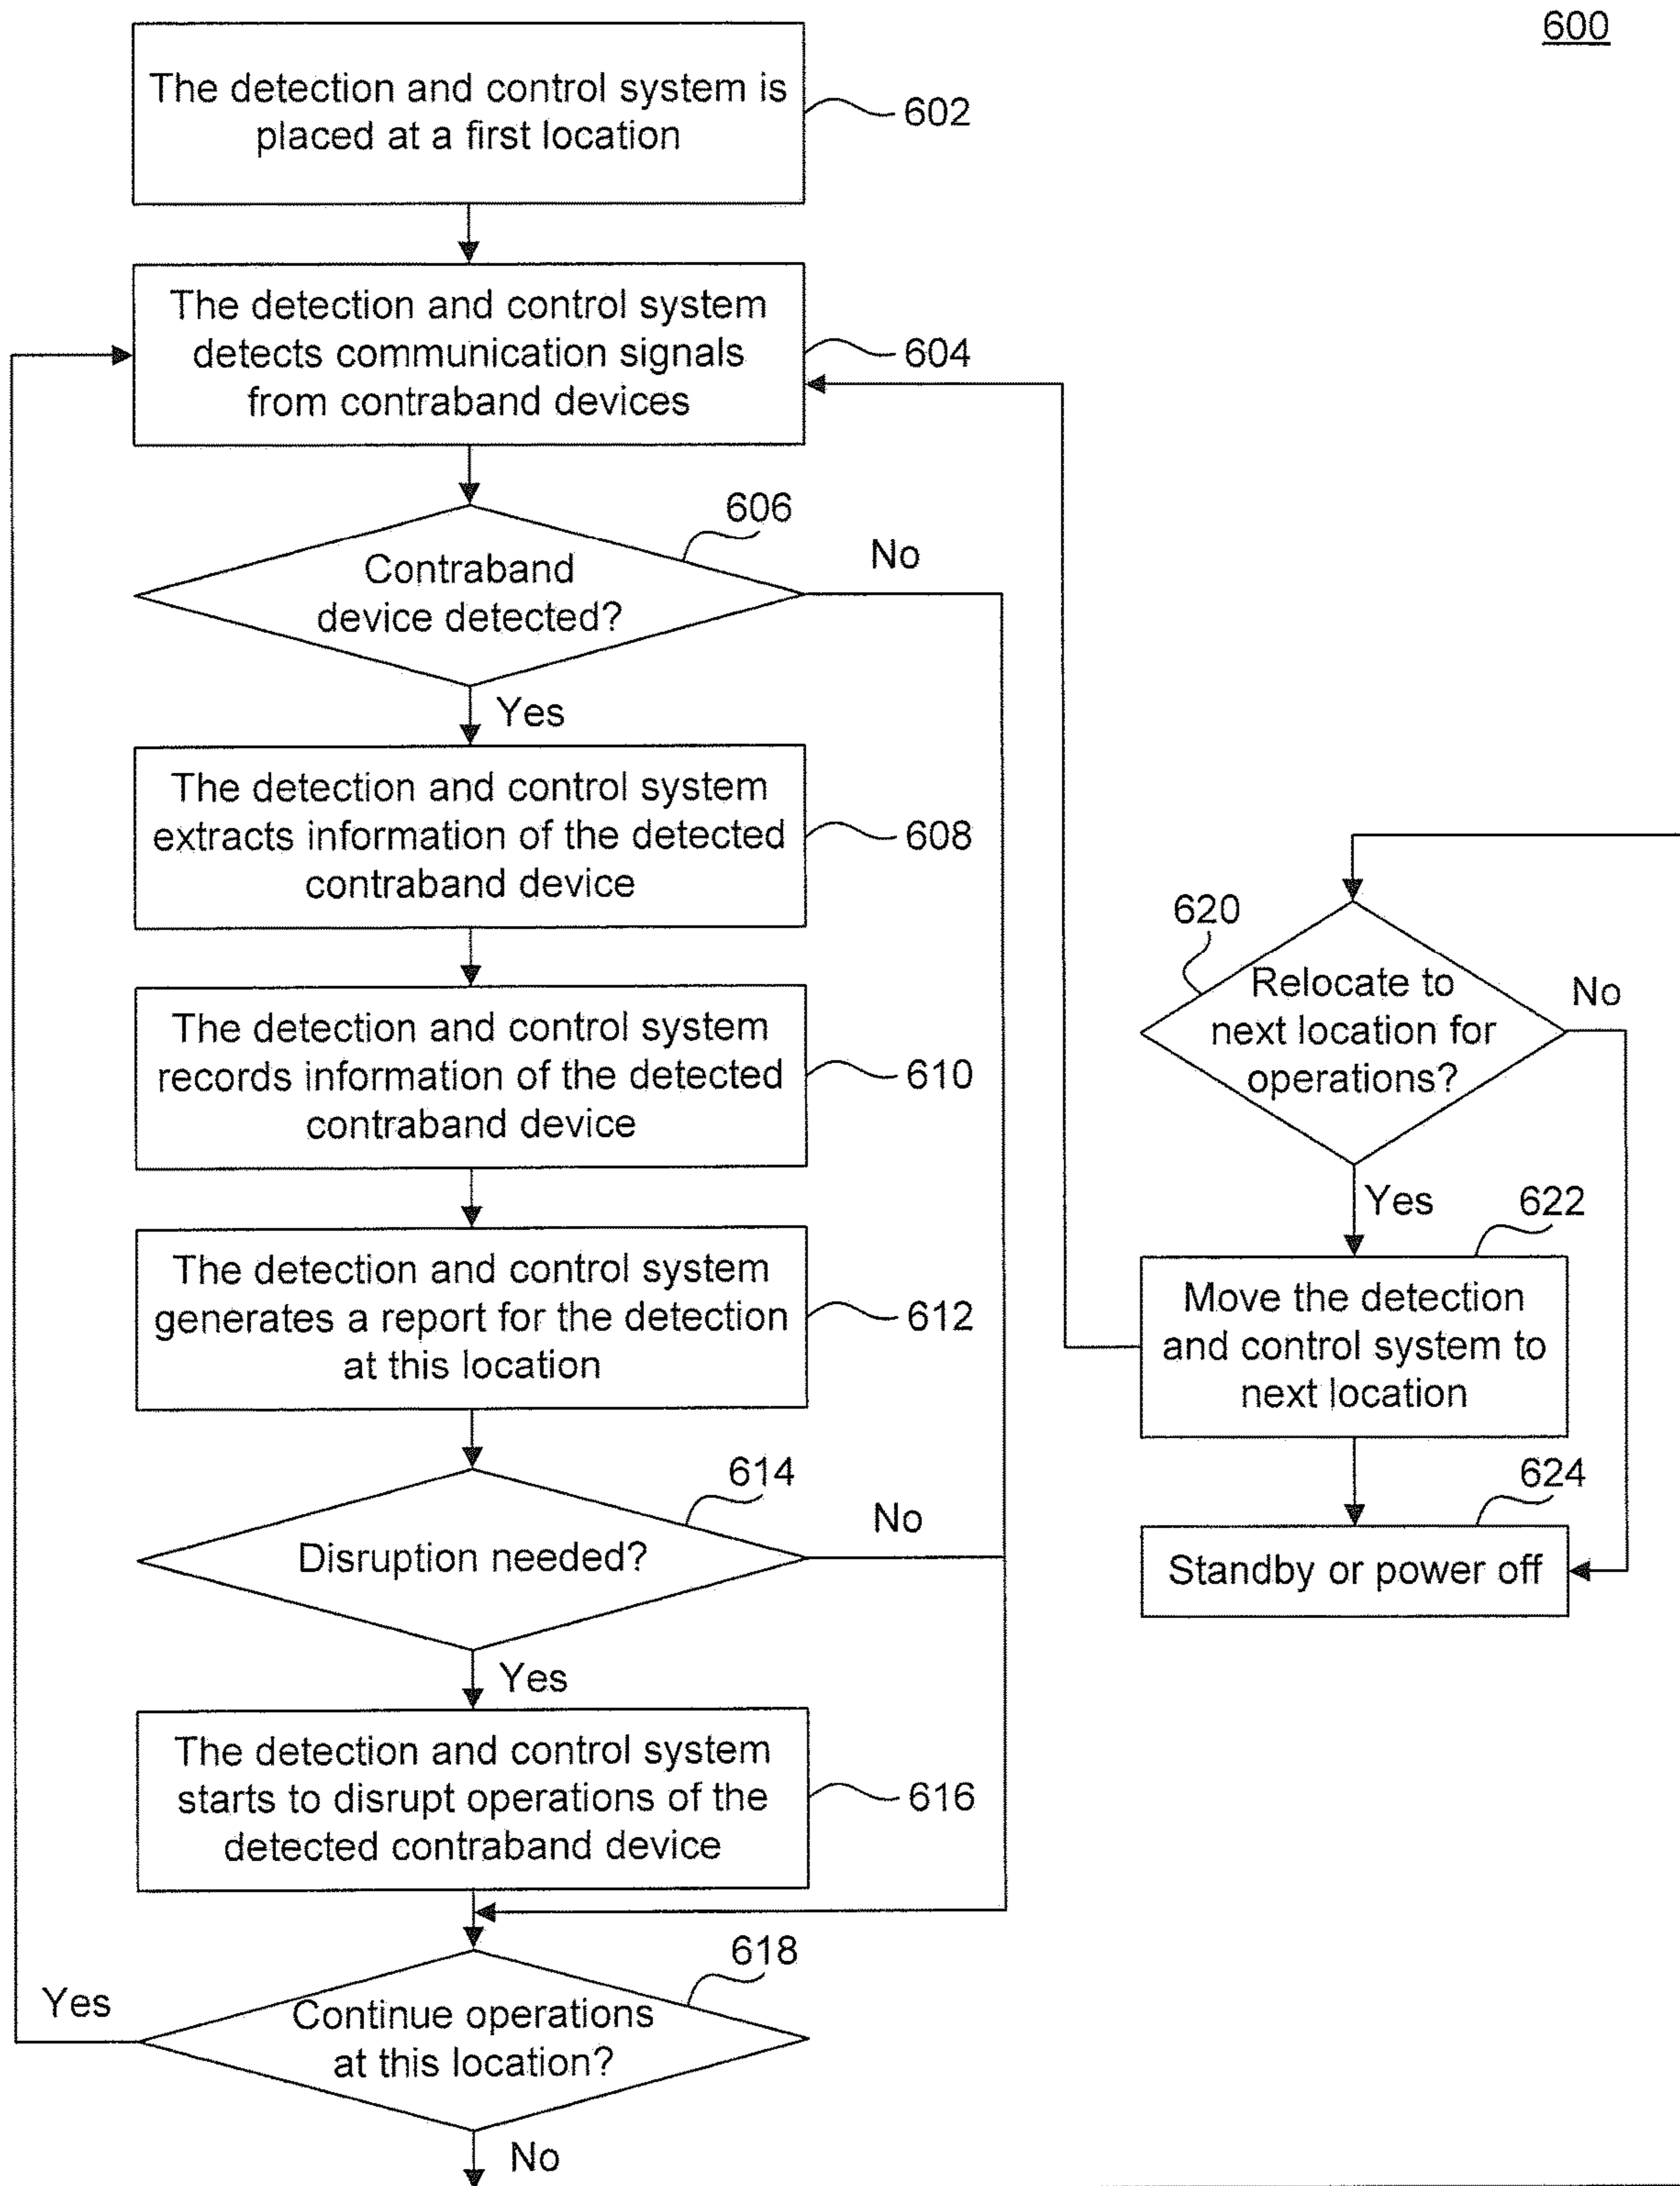 600
The detection and control system is
placed at a first location
602
The detection and control system
detects communication signals
from contraband devices
604
606
Contraband
device detected?
No
Yes
The detection and control system
extracts information of the detected
contraband device
608
The detection and control system
records information of the detected
contraband device
610
The detection and control system
generates a report for the detection
at this location
612
614
Disruption needed?
No
Yes
The detection and control system
starts to disrupt operations of the
detected contraband device
616
618
Continue operations
at this location?
Yes
No
620
Relocate to
next location for
operations?
No
Yes
622
Move the detection
and control system to
next location
624
Standby or power off